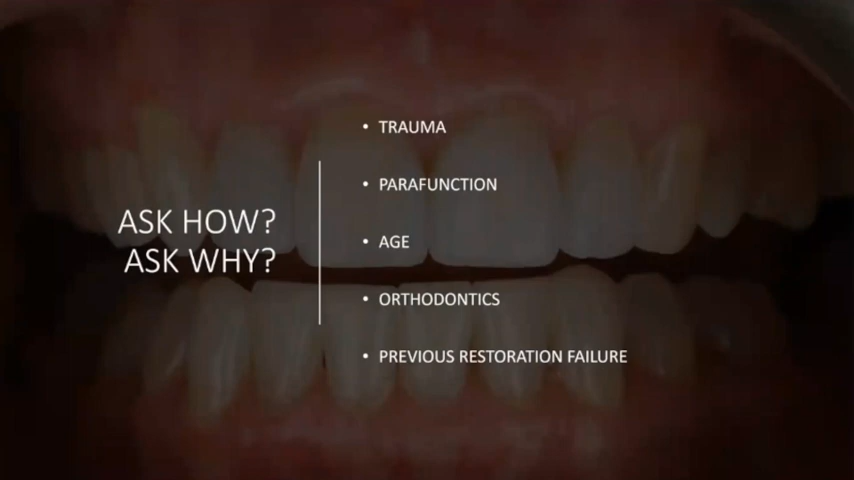 ASK HOW?
ASK WHY?
• TRAUMA
• PARAFUNCTION
• AGE
• ORTHODONTICS
• PREVIOUS RESTORATION FAILURE